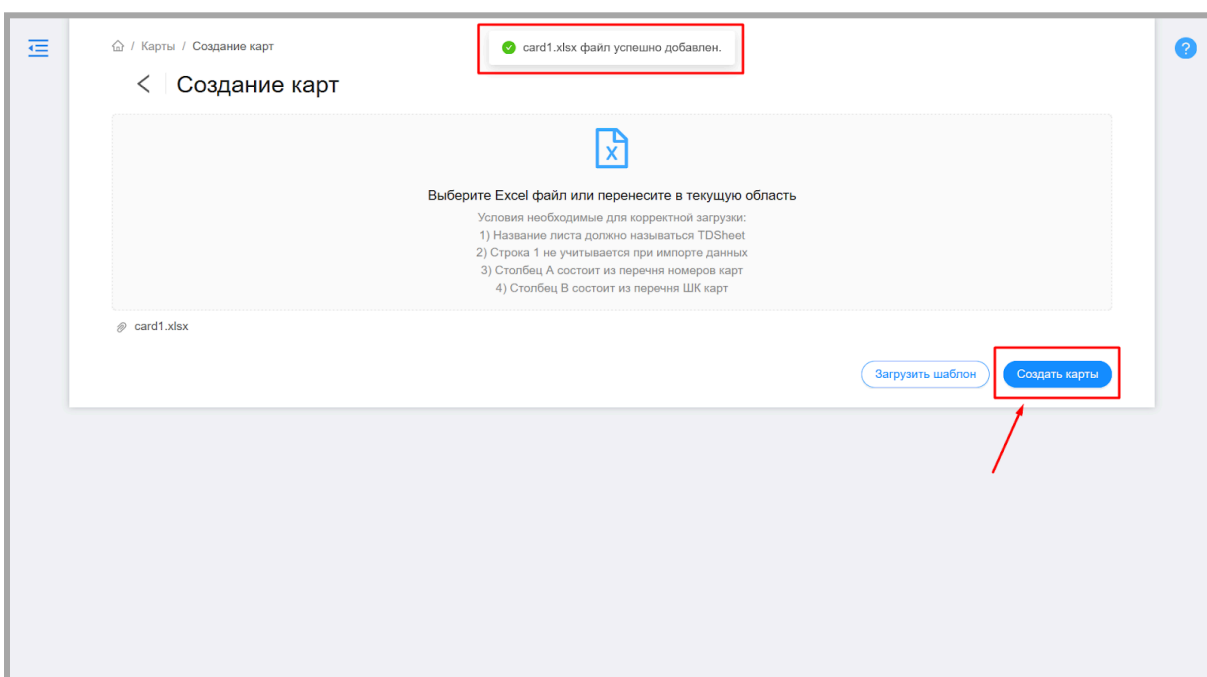 / Карты / Создание карт
card1.xlsx файл успешно добавлен.
?
Создание карт
X
Выберите Excel файл или перенесите в текущую область
Условия необходимые для корректной загрузки:
1) Название листа должно называться TDSheet
2) Строка 1 не учитывается при импорте данных
3) Столбец А состоит из перечня номеров карт
4) Столбец В состоит из перечня ШК карт
card1.xlsx
Загрузить шаблон
Создать карты